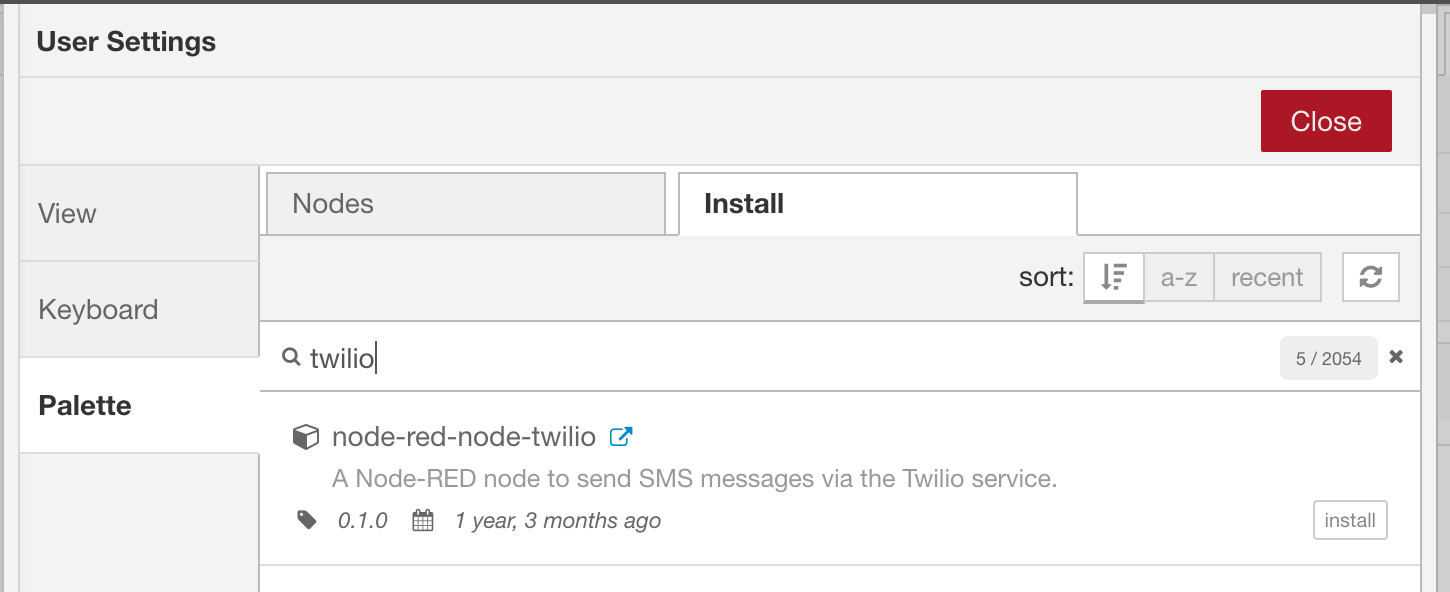 User Settings
Close
View
Keyboard
Palette
Nodes
Install
sort: a-z recent
twilio 5 / 2054
node-red-node-twilio
A Node-RED node to send SMS messages via the Twilio service.
0.1.0 1 year, 3 months ago
install